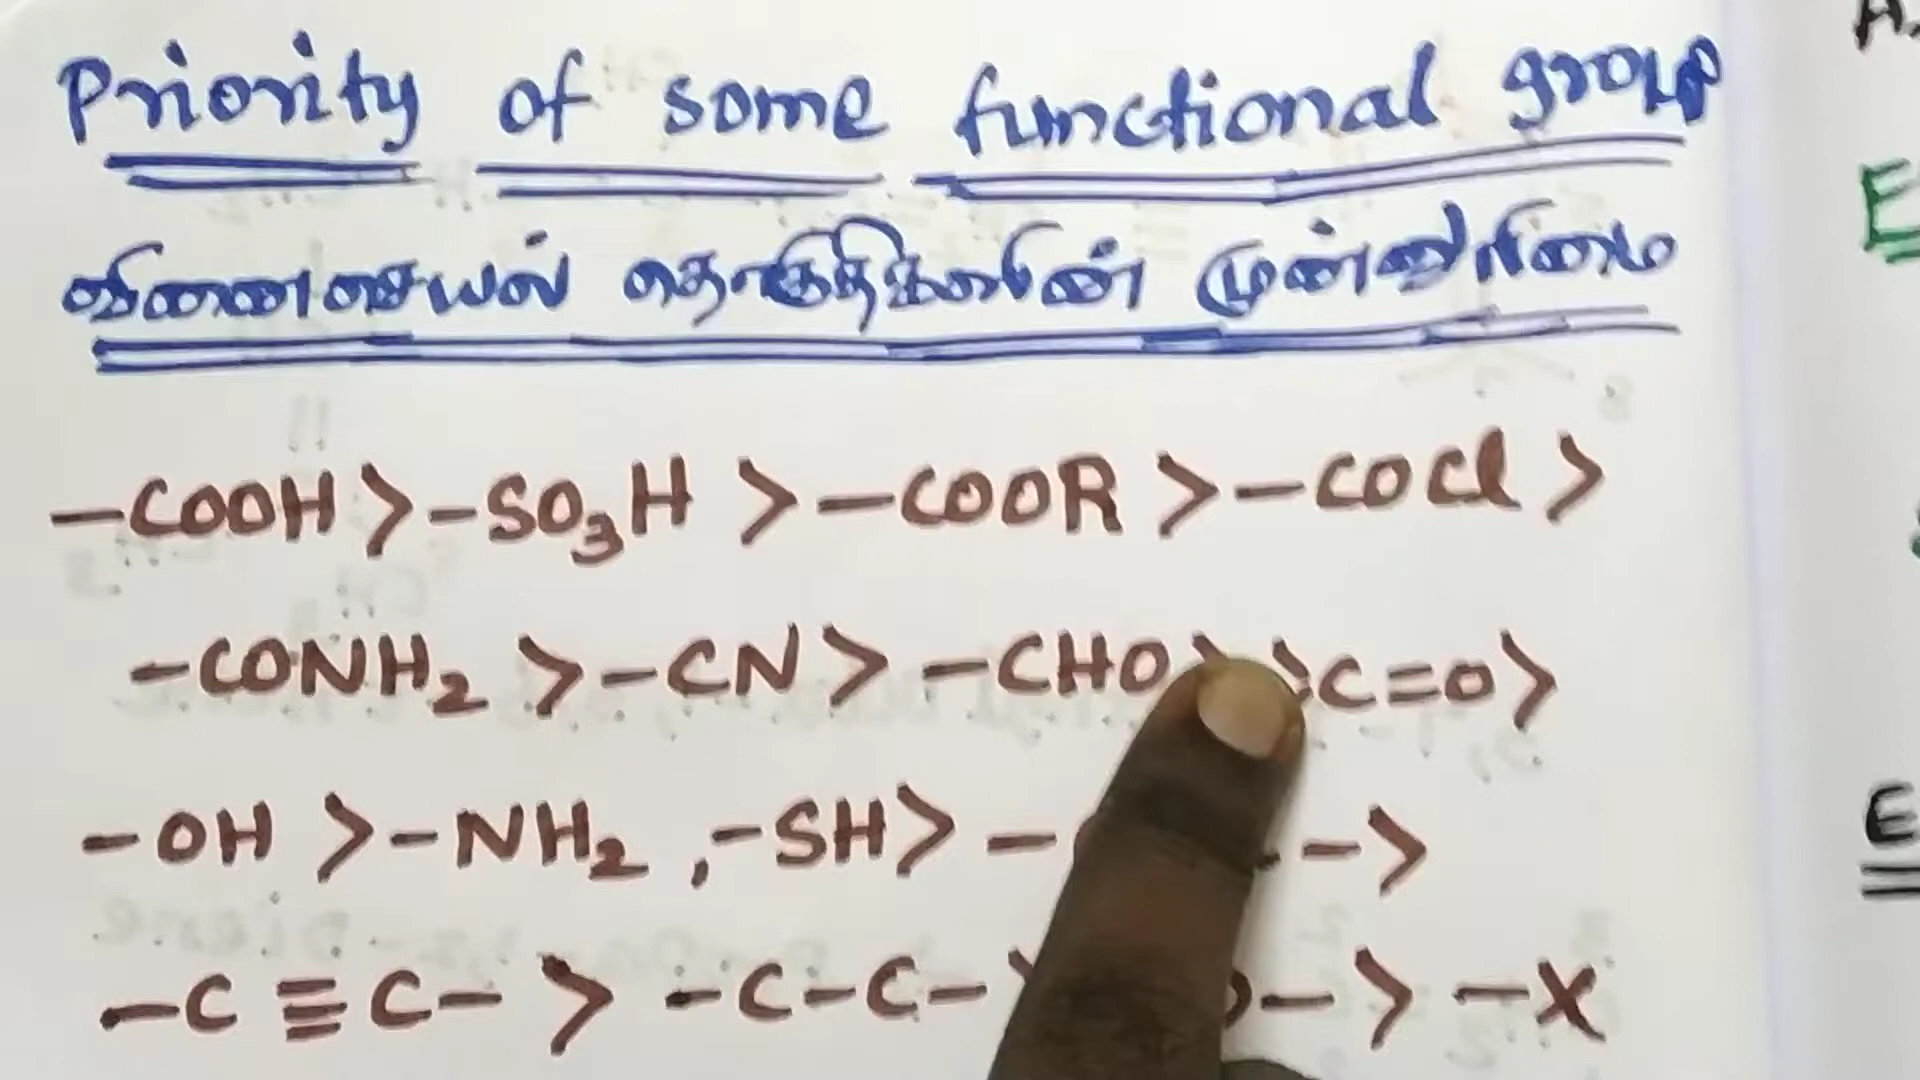 Priority of some functional group
வினைசெயல் தொகுதிகளின் முன்னுரிமை
-COOH > -SO₃H > -COOR > -COCl >
-CONH₂ > -CN > -CHO > >C=O >
-OH > -NH₂ , -SH > - - >
-C≡C- > -C-C- > - > -X
A.
E
E